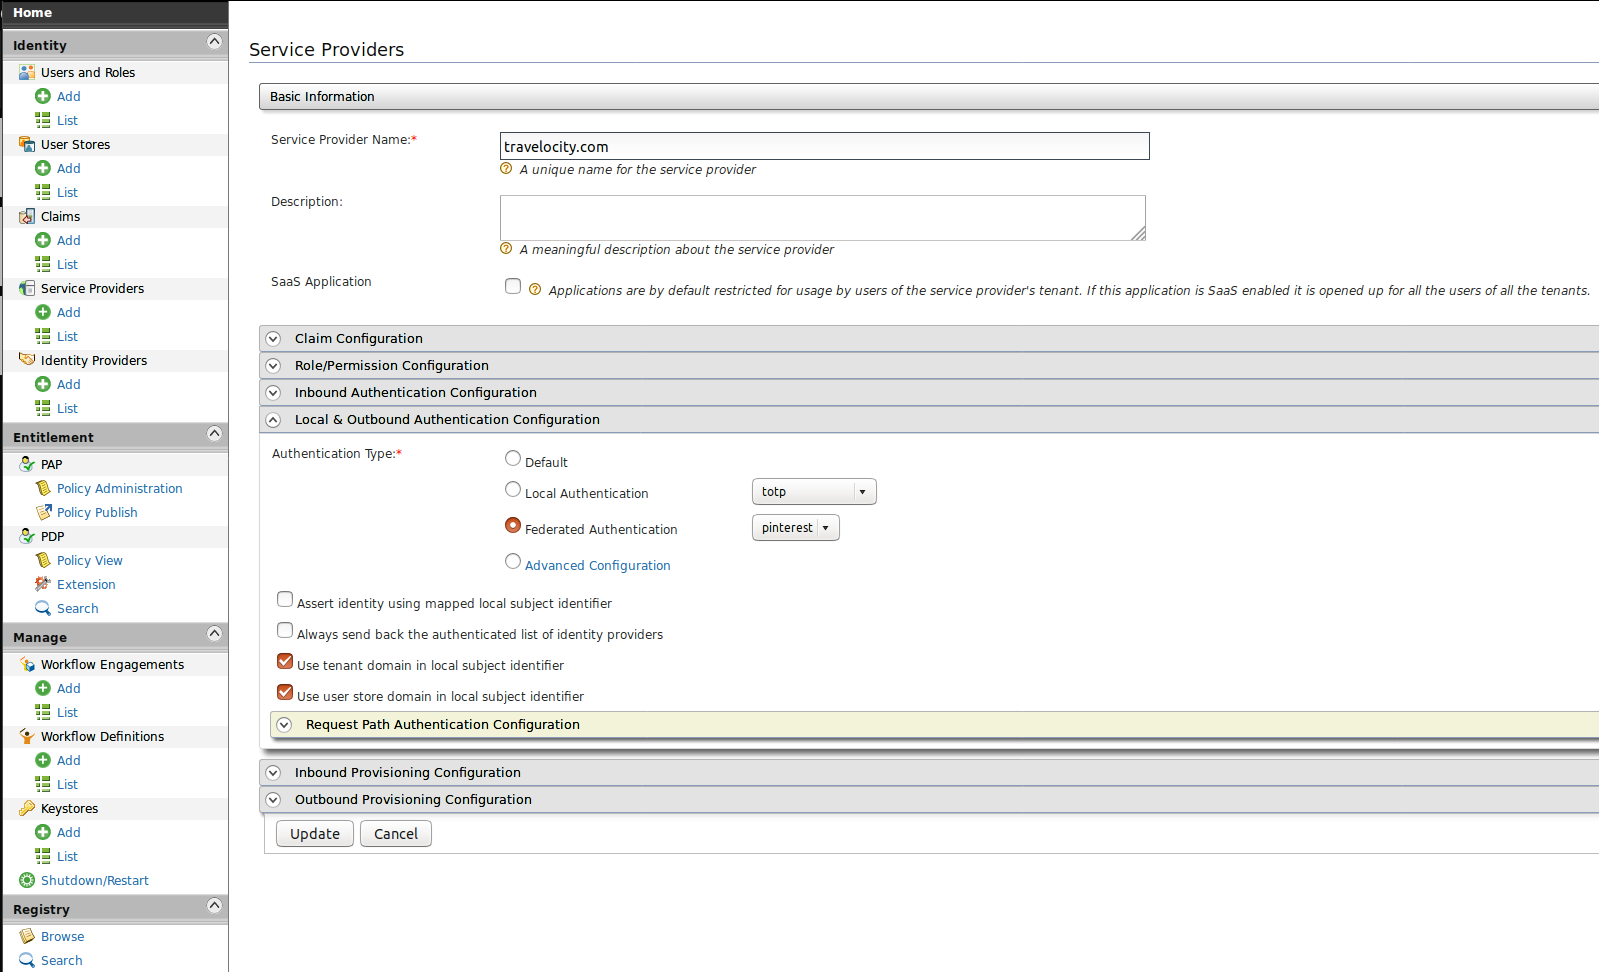 Home
Identity
Users and Roles
Add
List
User Stores
Add
List
Claims
Add
List
Service Providers
Add
List
Identity Providers
Add
List
Entitlement
PAP
Policy Administration
Policy Publish
PDP
Policy View
Extension
Search
Manage
Workflow Engagements
Add
List
Workflow Definitions
Add
List
Keystores
Add
List
Shutdown/Restart
Registry
Browse
Search
Service Providers
Basic Information
Service Provider Name:*
travelocity.com
A unique name for the service provider
Description:
A meaningful description about the service provider
SaaS Application
Applications are by default restricted for usage by users of the service provider's tenant. If this application is SaaS enabled it is opened up for all the users of all the tenants.
Claim Configuration
Role/Permission Configuration
Inbound Authentication Configuration
Local & Outbound Authentication Configuration
Authentication Type:*
Default
Local Authentication totp
Federated Authentication pinterest
Advanced Configuration
Assert identity using mapped local subject identifier
Always send back the authenticated list of identity providers
Use tenant domain in local subject identifier
Use user store domain in local subject identifier
Request Path Authentication Configuration
Inbound Provisioning Configuration
Outbound Provisioning Configuration
Update Cancel